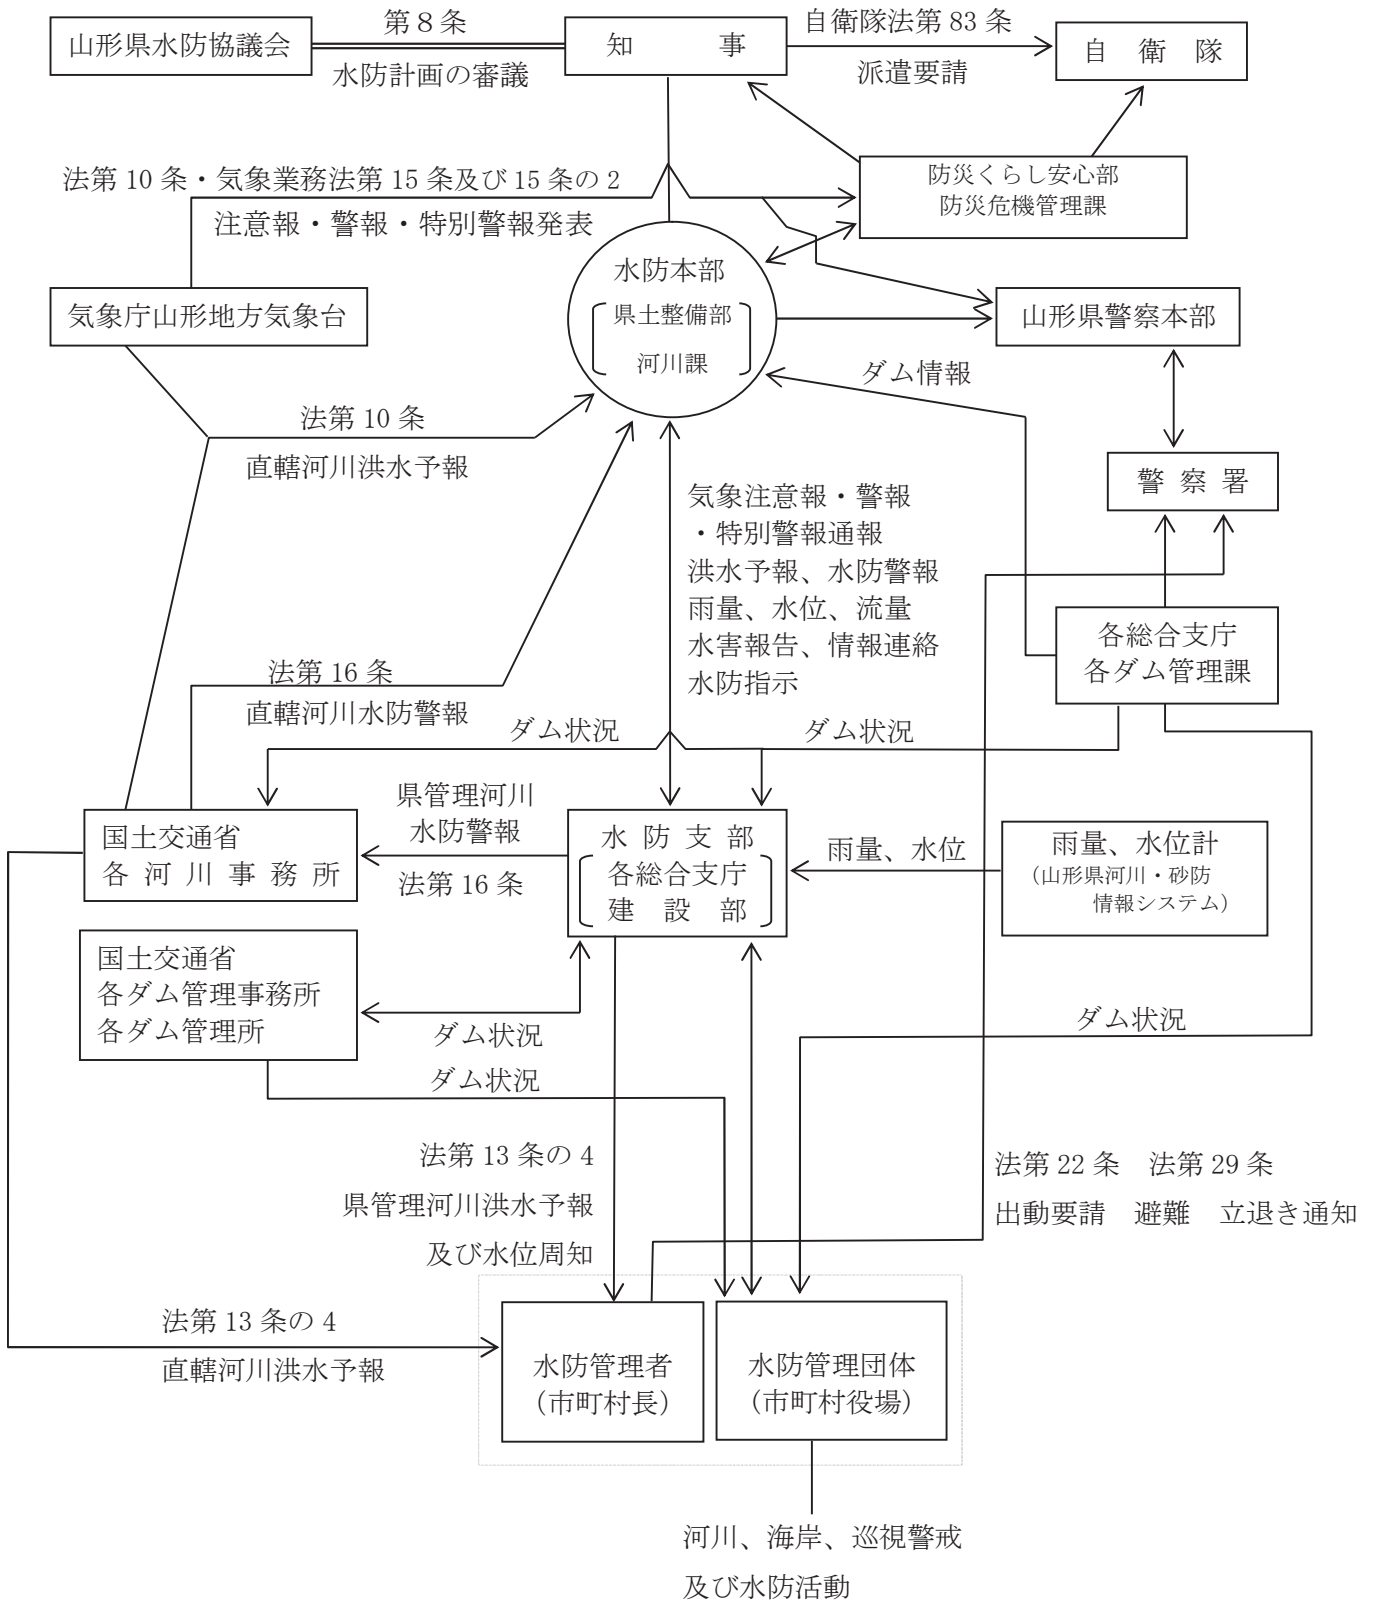 山形県水防協議会
第８条
水防計画の審議
知　　　事
自衛隊法第 83 条
派遣要請
自　衛　隊
法第 10 条・気象業務法第 15 条及び 15 条の 2
注意報・警報・特別警報発表
防災くらし安心部
防災危機管理課
気象庁山形地方気象台
水防本部
県土整備部
河川課
山形県警察本部
ダム情報
法第 10 条
直轄河川洪水予報
警 察 署
気象注意報・警報
・特別警報通報
洪水予報、水防警報
雨量、水位、流量
水害報告、情報連絡
水防指示
各総合支庁
各ダム管理課
法第 16 条
直轄河川水防警報
ダム状況
ダム状況
県管理河川
水防警報
法第 16 条
国土交通省
各 河 川 事 務 所
水 防 支 部
各総合支庁
建　設　部
雨量、水位
雨量、水位計
（山形県河川・砂防
情報システム）
国土交通省
各ダム管理事務所
各ダム管理所
ダム状況
ダム状況
ダム状況
法第 13 条の 4
県管理河川洪水予報
及び水位周知
法第 22 条　法第 29 条
出動要請　避難　立退き通知
法第 13 条の 4
直轄河川洪水予報
水防管理者
（市町村長）
水防管理団体
（市町村役場）
河川、海岸、巡視警戒
及び水防活動